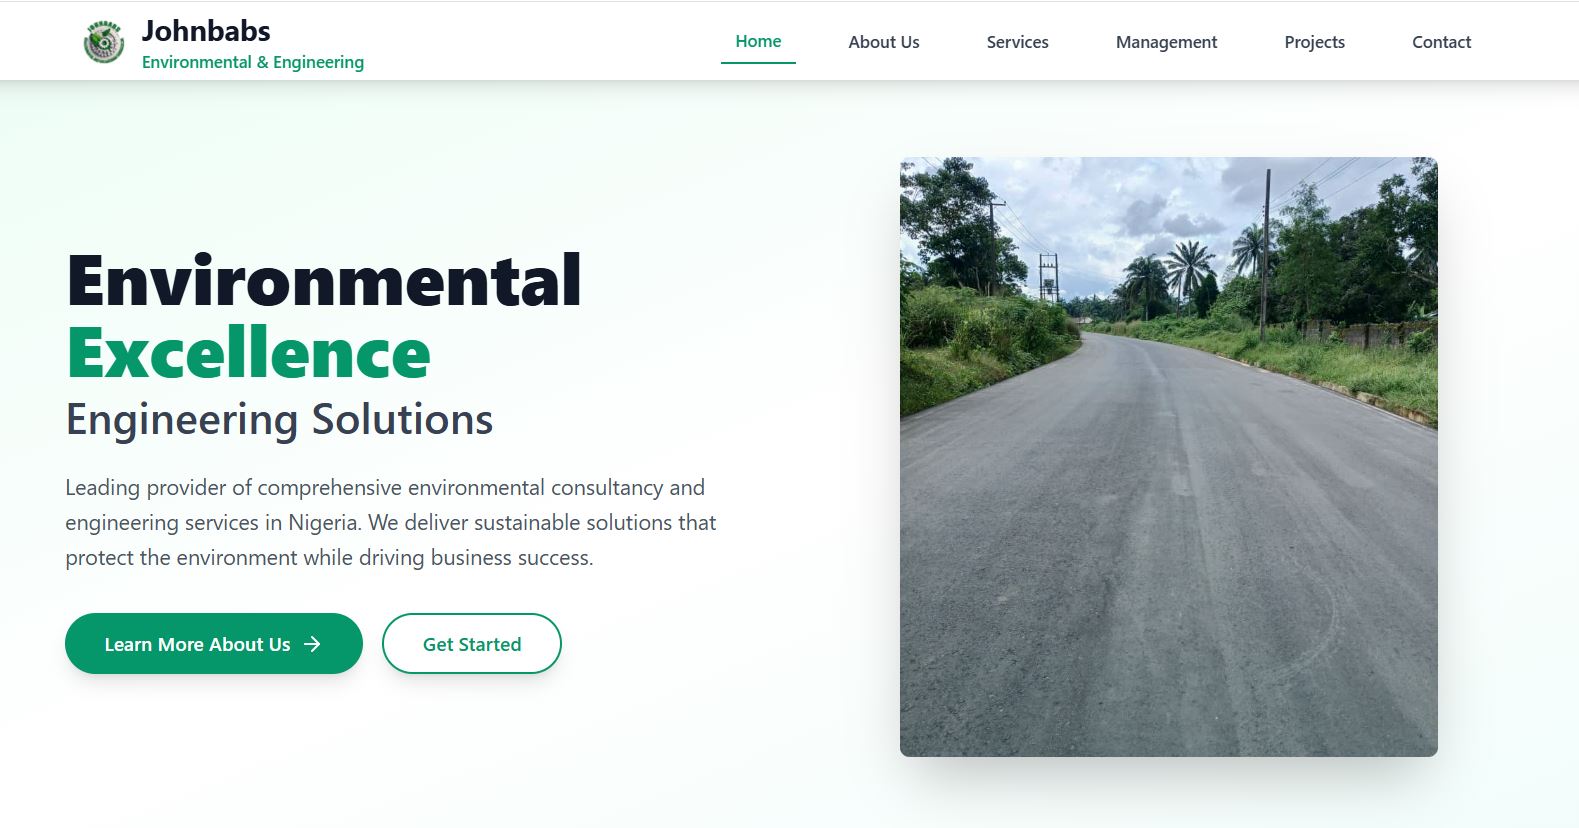 Johnbabs
Environmental & Engineering
Home
About Us
Services
Management
Projects
Contact
Environmental
Excellence
Engineering Solutions
Leading provider of comprehensive environmental consultancy and
engineering services in Nigeria. We deliver sustainable solutions that
protect the environment while driving business success.
Learn More About Us →
Get Started